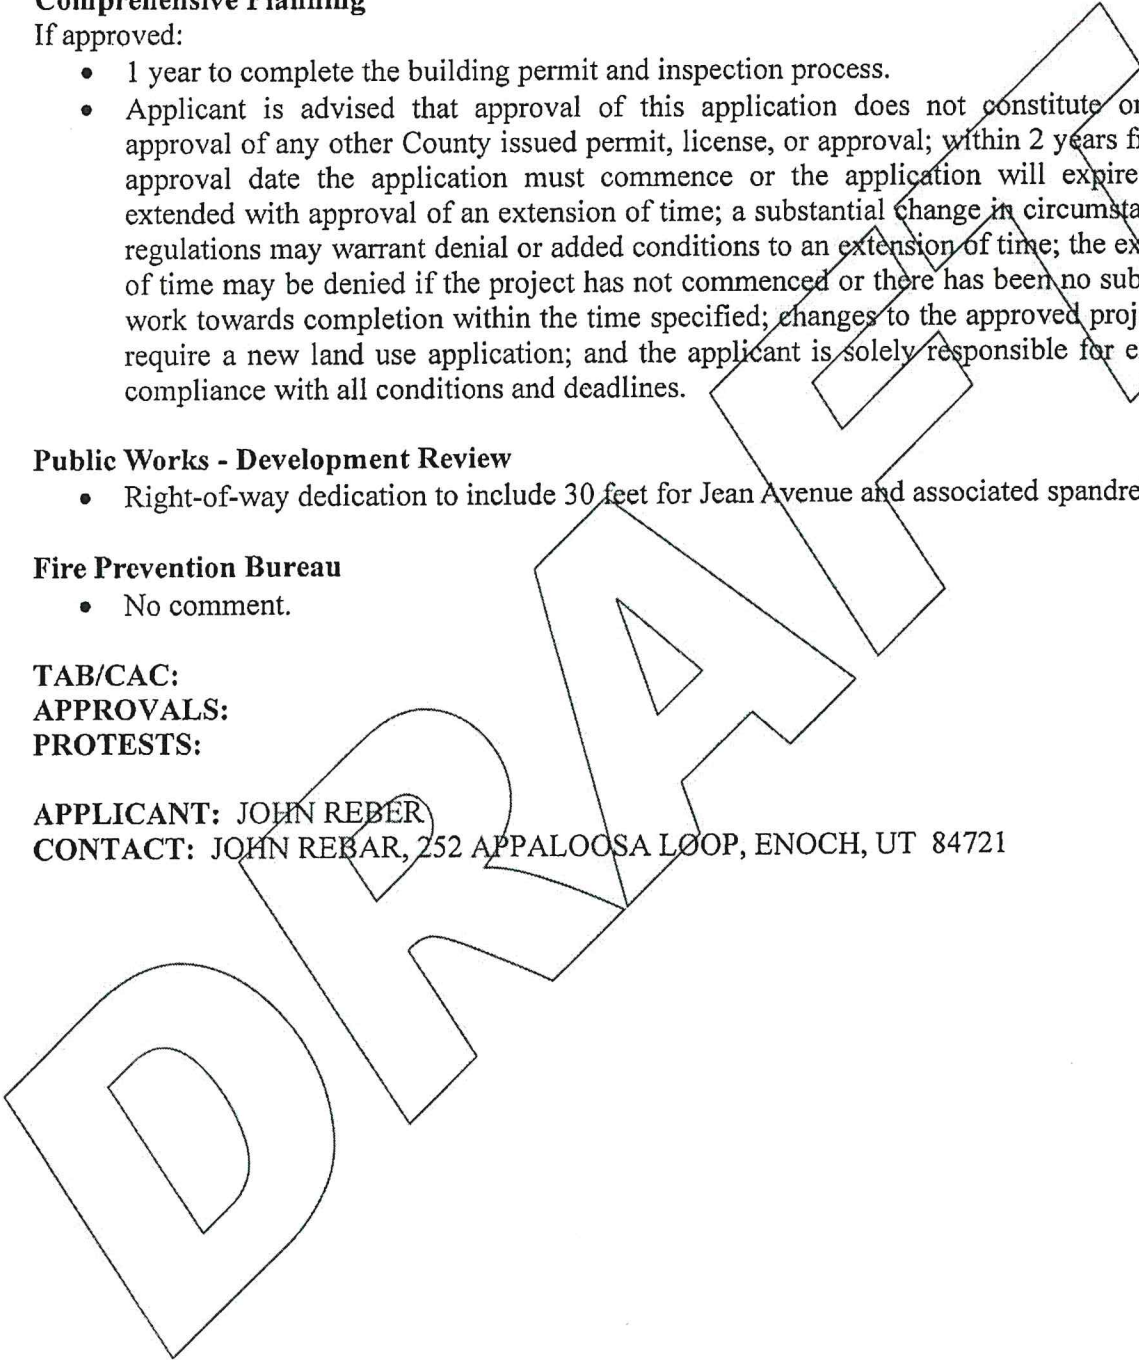 Comprehensive Planning
If approved:
• 1 year to complete the building permit and inspection process.
• Applicant is advised that approval of this application does not constitute or
approval of any other County issued permit, license, or approval; within 2 years
approval date the application must commence or the application will expire
extended with approval of an extension of time; a substantial change in
regulations may warrant denial or added conditions to an extension of time; the
of time may be denied if the project has not commenced or there has been no
work towards completion within the time specified; changes to the approved
require a new land use application; and the applicant is solely responsible for
compliance with all conditions and deadlines.
Public Works - Development Review
• Right-of-way dedication to include 30 feet for Jean Avenue and associated
Fire Prevention Bureau
• No comment.
TAB/CAC:
APPROVALS:
PROTESTS:
APPLICANT: JOHN REBER
CONTACT: JOHN REBAR, 252 APPALOOSA LOOP, ENOCH, UT 84721
DRAFT